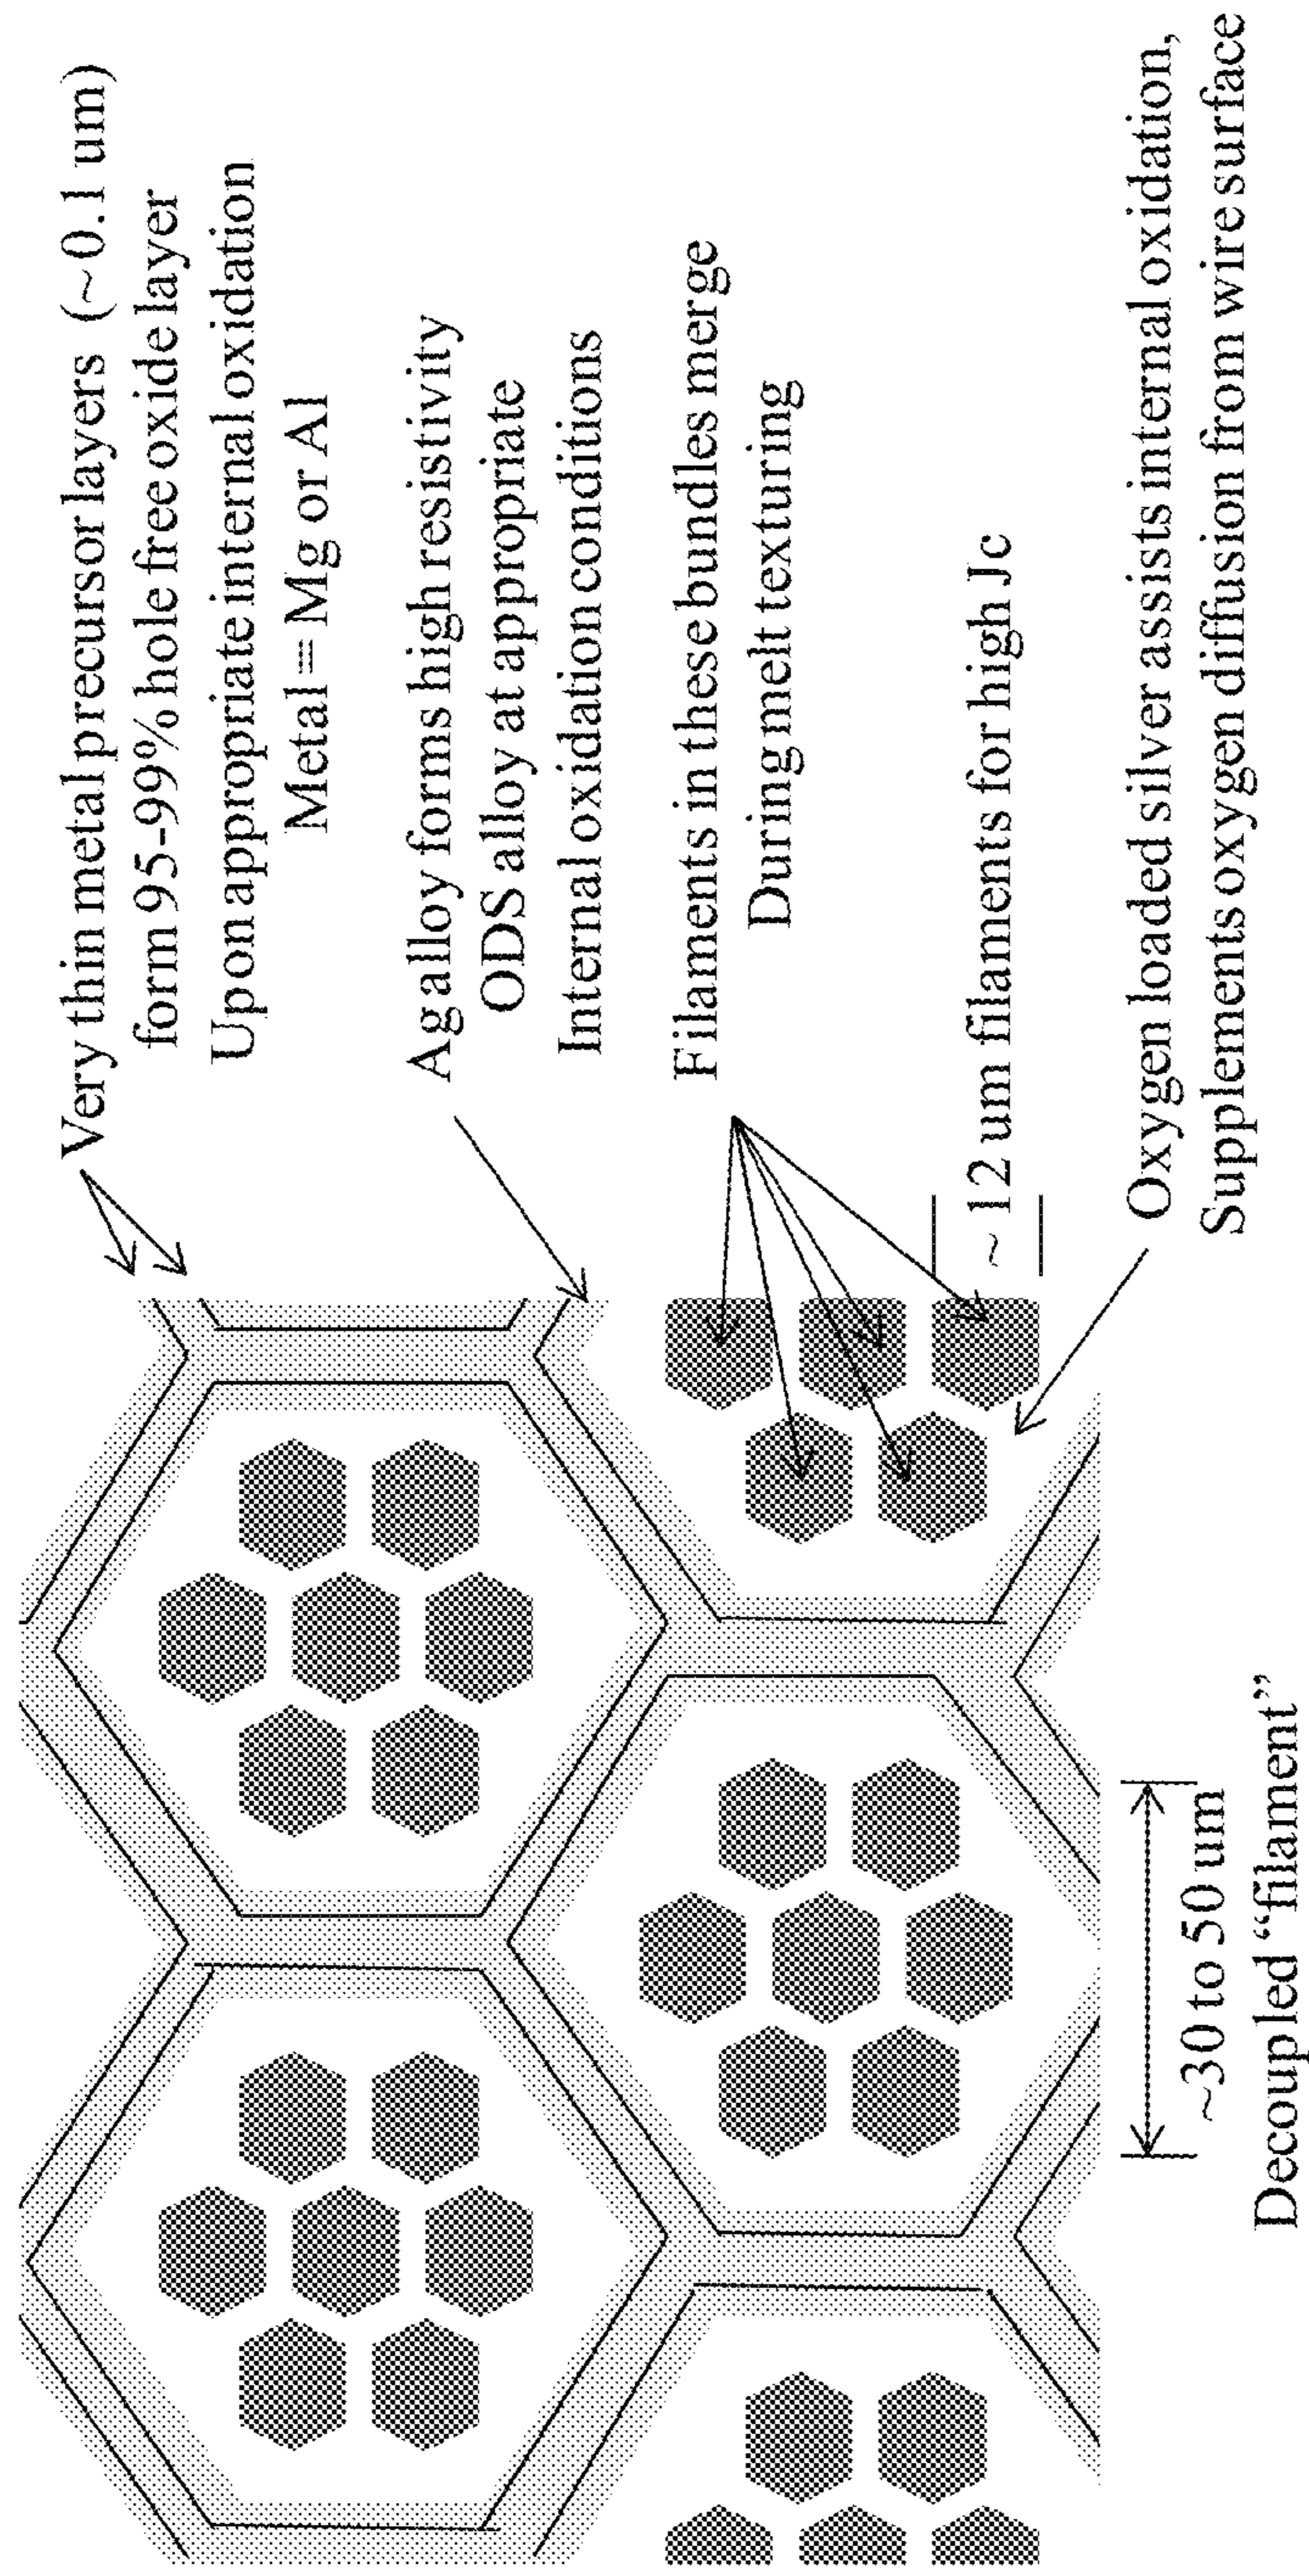 Very thin metal precursor layers (~0.1 um)
form 95-99% hole free oxide layer
Upon appropriate internal oxidation
Metal = Mg or Al
Ag alloy forms high resistivity
ODS alloy at appropriate
Internal oxidation conditions
Filaments in these bundles merge
During melt texturing
~ 12 um filaments for high Jc
Oxygen loaded silver assists internal oxidation,
Supplements oxygen diffusion from wire surface
~30 to 50 um
Decoupled “filament”